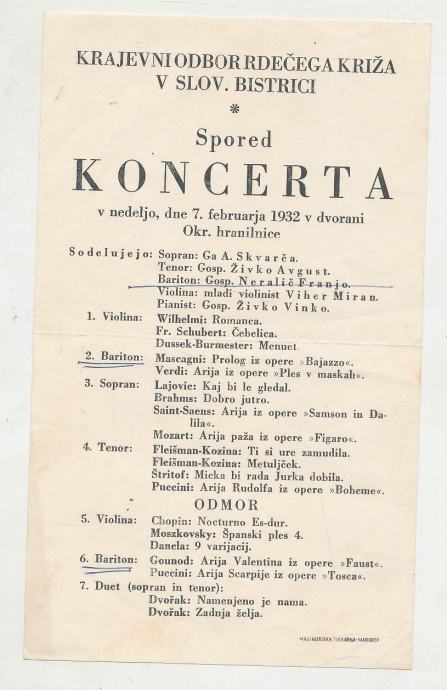 KRAJEVNI ODBOR RDEČEGA KRIŽA
V SLOV. BISTRICI
*
Spored
KONCERTA
v nedeljo, dne 7. februarja 1932 v dvorani
Okr. hranilnice
Sodelujejo: Sopran: Ga A. Skvarča.
Tenor: Gosp. Živko Avgust.
Bariton: Gosp. Neralič Franjo.
Violina: mladi violinist Viher Miran.
Pianist: Gosp. Živko Vinko.
1. Violina: Wilhelmi: Romanca.
Fr. Schubert: Čebelica.
Dussek-Burmester: Menuet.
2. Bariton: Mascagni: Prolog iz opere »Bajazzo«.
Verdi: Arija iz opere »Ples v maskah«.
3. Sopran: Lajovic: Kaj bi le gledal.
Brahms: Dobro jutro.
Saint-Saens: Arija iz opere »Samson in Da-
lila«.
Mozart: Arija paža iz opere »Figaro«.
4. Tenor: Fleišman-Kozina: Ti si ure zamudila.
Fleišman-Kozina: Metuljček.
Štritof: Micka bi rada Jurka dobila.
Puccini: Arija Rudolfa iz opere »Boheme«.
ODMOR
5. Violina: Chopin: Nocturno Es-dur.
Moszkovsky: Španski ples 4.
Danela: 9 varijacij.
6. Bariton: Gounod: Arija Valentina iz opere »Faust«.
Puccini: Arija Scarpije iz opere »Tosca«.
7. Duet (sopran in tenor):
Dvořak: Namenjeno je nama.
Dvořak: Zadnja želja.
MARIBORSKA TISKARNA-MARIBOR